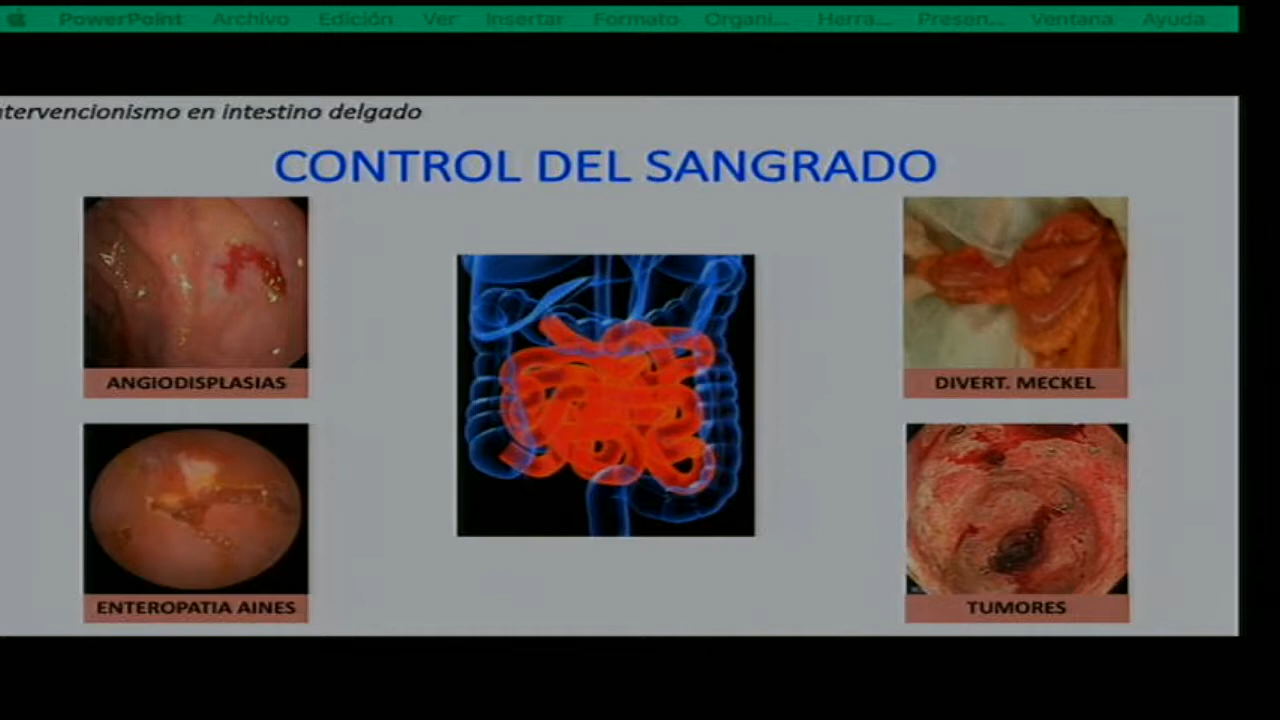 PowerPoint Archivo Edición Ver Insertar Formato Organi... Herra... Presen... Ventana Ayuda
ntervencionismo en intestino delgado
CONTROL DEL SANGRADO
ANGIODISPLASIAS
DIVERT. MECKEL
ENTEROPATIA AINES
TUMORES